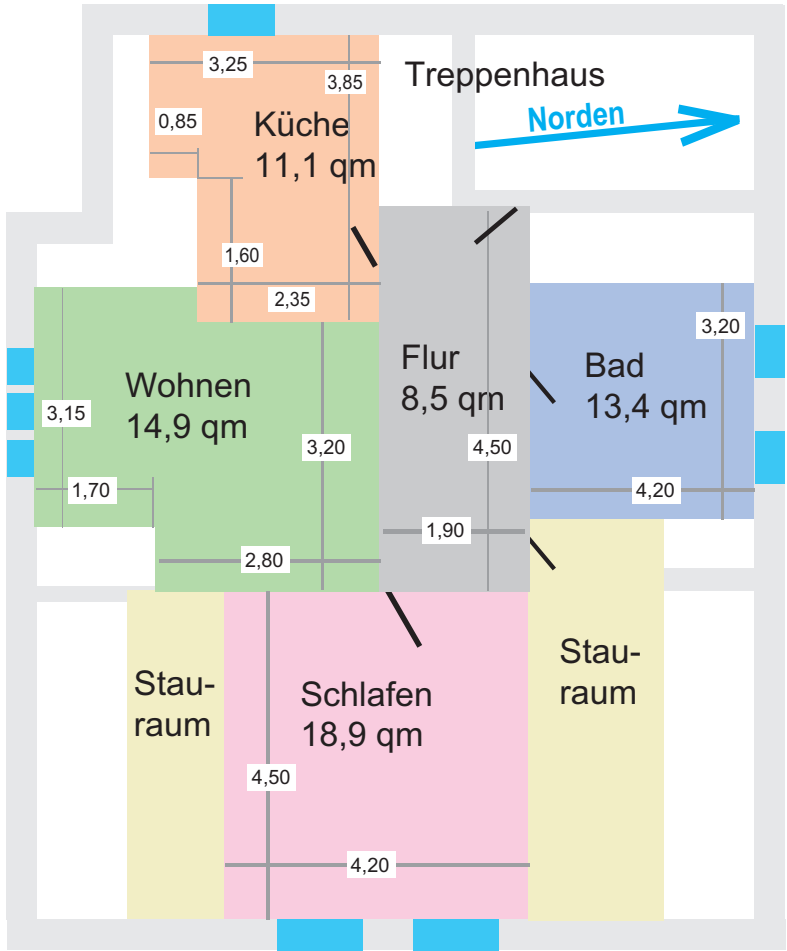 3,25
3,85
Treppenhaus
Norden
0,85
Küche
11,1 qm
1,60
2,35
3,20
Wohnen
14,9 qm
3,15
1,70
3,20
2,80
Flur
8,5 qm
4,50
1,90
Bad
13,4 qm
4,20
Stau-
raum
Schlafen
18,9 qm
4,50
4,20
Stau-
raum